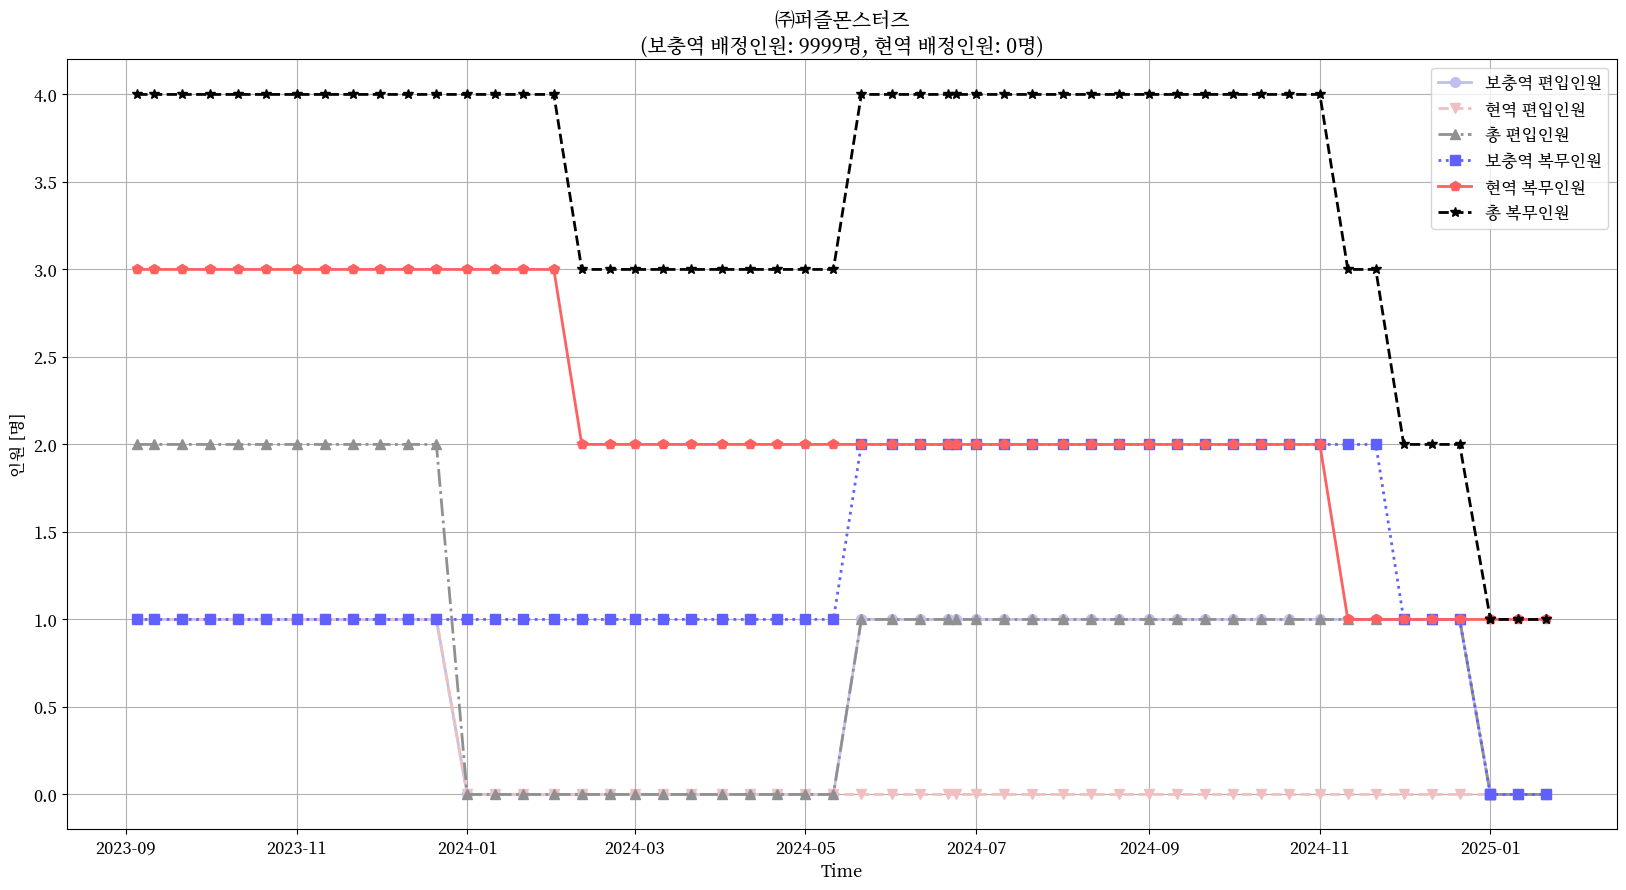 ㈜퍼즐몬스터즈
(보충역 배정인원: 9999명, 현역 배정인원: 0명)
보충역 편입인원
현역 편입인원
총 편입인원
보충역 복무인원
현역 복무인원
총 복무인원
인원 [명]
4.0
3.5
3.0
2.5
2.0
1.5
1.0
0.5
0.0
2023-09
2023-11
2024-01
2024-03
2024-05
2024-07
2024-09
2024-11
2025-01
Time